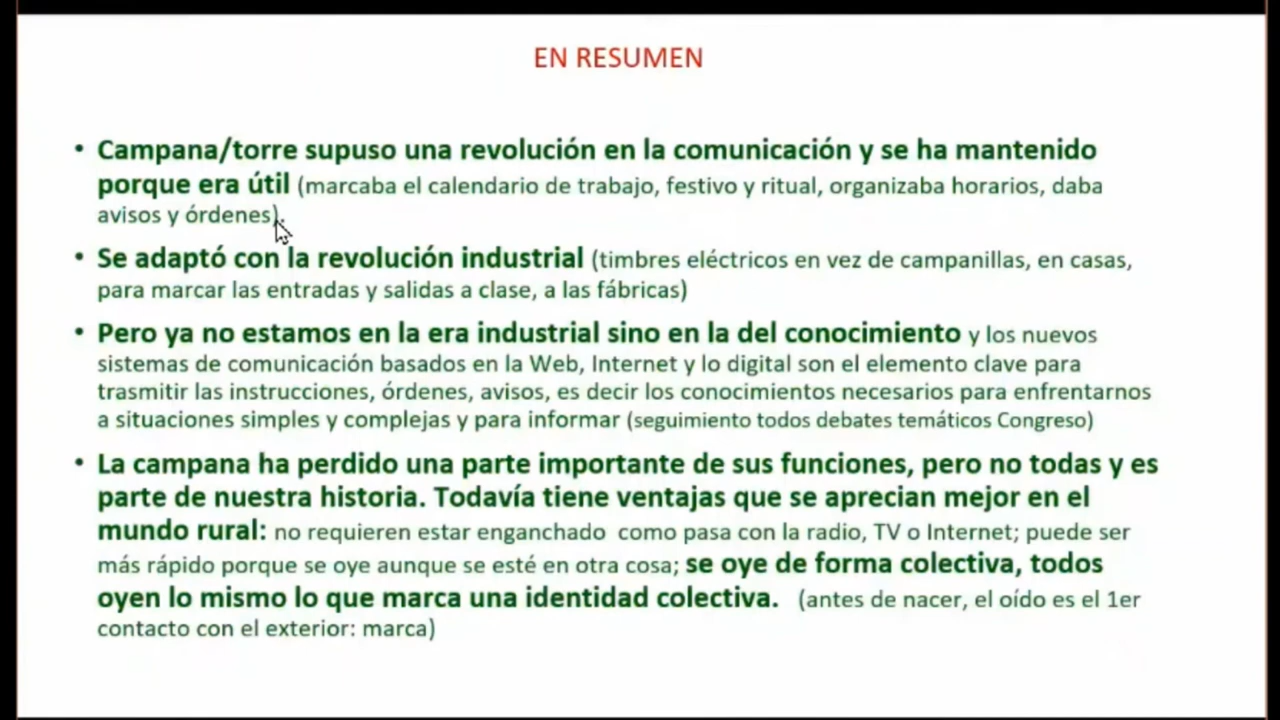 EN RESUMEN
• Campana/torre supuso una revolución en la comunicación y se ha mantenido
porque era útil (marcaba el calendario de trabajo, festivo y ritual, organizaba horarios, daba
avisos y órdenes).
• Se adaptó con la revolución industrial (timbres eléctricos en vez de campanillas, en casas,
para marcar las entradas y salidas a clase, a las fábricas)
• Pero ya no estamos en la era industrial sino en la del conocimiento y los nuevos
sistemas de comunicación basados en la Web, Internet y lo digital son el elemento clave para
trasmitir las instrucciones, órdenes, avisos, es decir los conocimientos necesarios para enfrentarnos
a situaciones simples y complejas y para informar (seguimiento todos debates temáticos Congreso)
• La campana ha perdido una parte importante de sus funciones, pero no todas y es
parte de nuestra historia. Todavía tiene ventajas que se aprecian mejor en el
mundo rural: no requieren estar enganchado como pasa con la radio, TV o Internet; puede ser
más rápido porque se oye aunque se esté en otra cosa; se oye de forma colectiva, todos
oyen lo mismo lo que marca una identidad colectiva. (antes de nacer, el oído es el 1er
contacto con el exterior: marca)